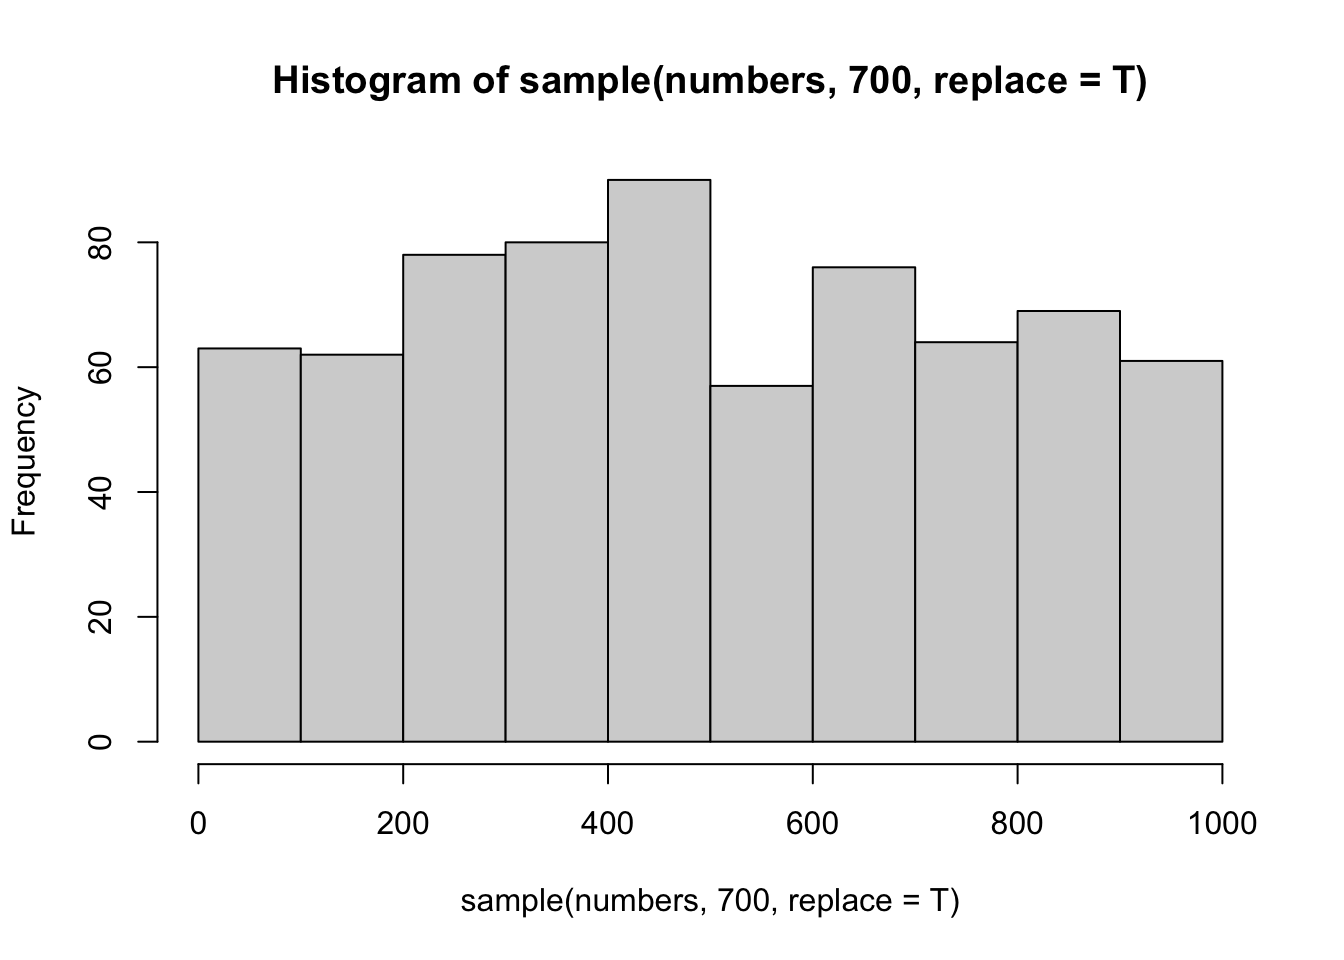 Histogram of sample(numbers, 700, replace = T)
Frequency
80
60
40
20
0
0 200 400 600 800 1000
sample(numbers, 700, replace = T)